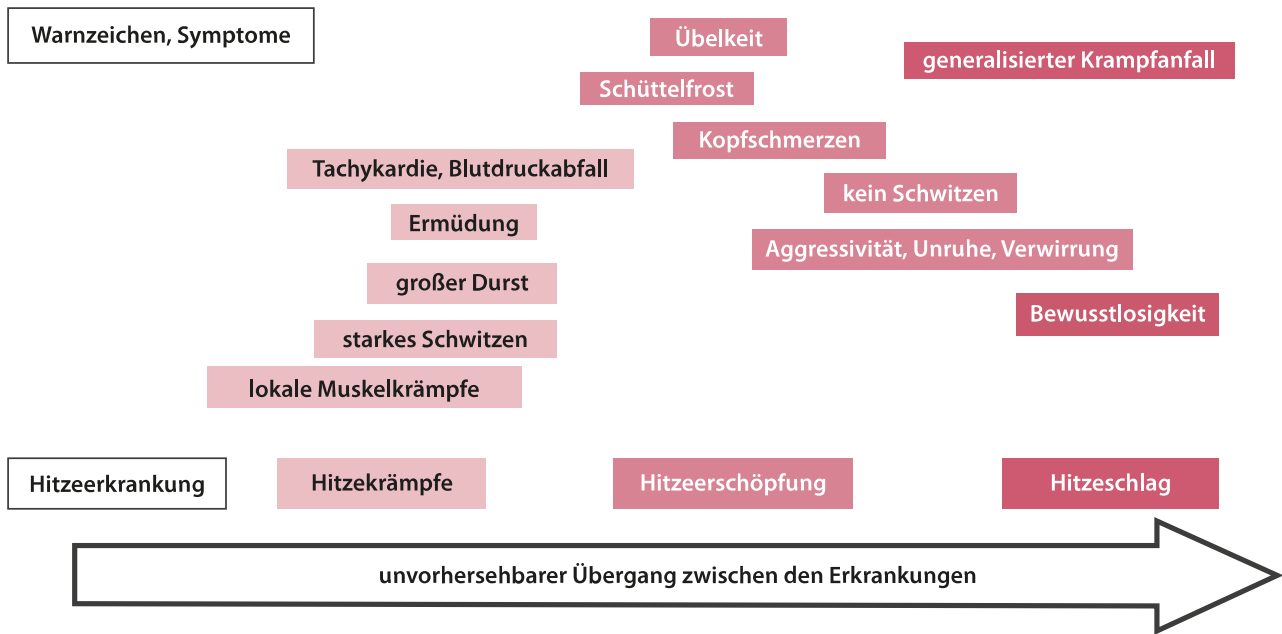 Warnzeichen, Symptome
Übelkeit
generalisierter Krampfanfall
Schüttelfrost
Kopfschmerzen
Tachykardie, Blutdruckabfall
kein Schwitzen
Ermüdung
Aggressivität, Unruhe, Verwirrung
großer Durst
Bewusstlosigkeit
starkes Schwitzen
lokale Muskelkrämpfe
Hitzeerkrankung
Hitzekrämpfe
Hitzeerschöpfung
Hitzeschlag
unvorhersehbarer Übergang zwischen den Erkrankungen